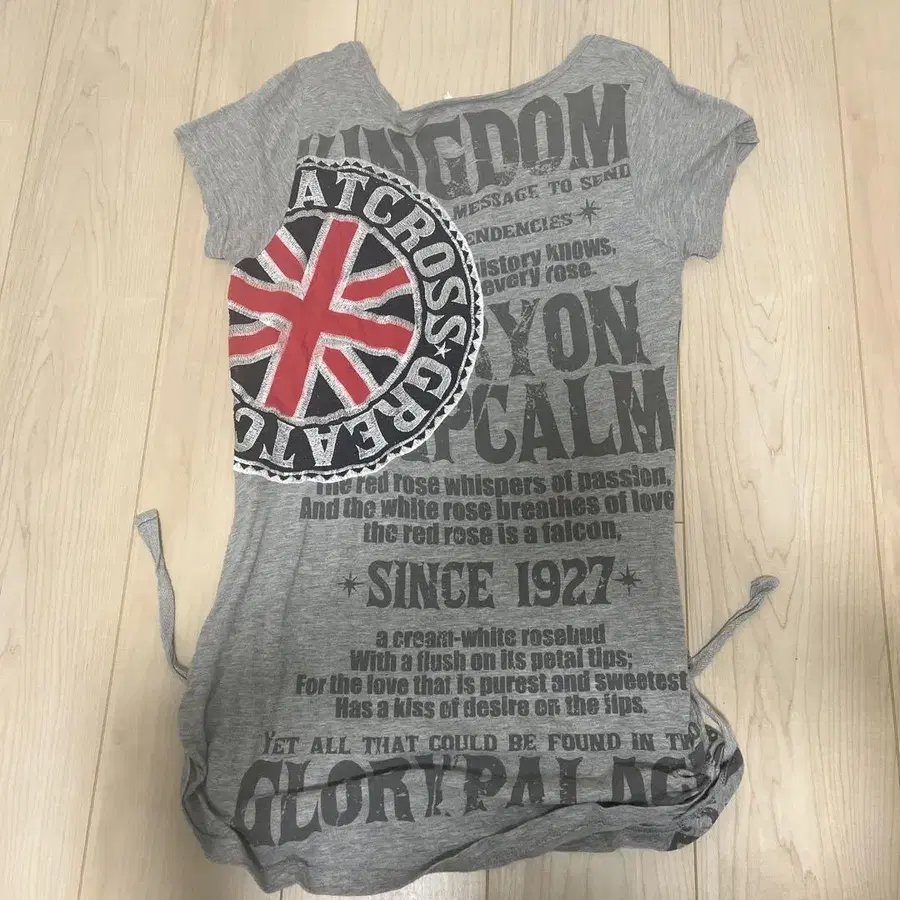 KINGDOM
MESSAGE TO SEND
ENDENCIES
istory knows,
every rose.
ATCROSS★GREATC
YON
PCALM
The red rose whispers of passion,
And the white rose breathes of love
the red rose is a falcon,
SINCE 1927
a cream-white rosebud
With a flush on its petal tips;
For the love that is purest and sweetest
Has a kiss of desire on the lips.
YET ALL THAT COULD BE FOUND IN
GLORY PALAC